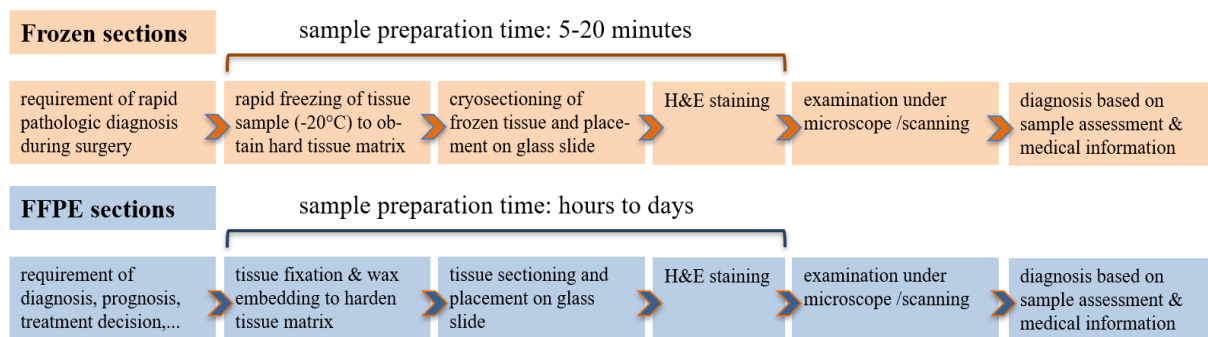 Frozen sections
sample preparation time: 5-20 minutes
requirement of rapid
pathologic diagnosis
during surgery
rapid freezing of tissue
sample (-20°C) to ob-
tain hard tissue matrix
cryosectioning of
frozen tissue and place-
ment on glass slide
H&E staining
examination under
microscope /scanning
diagnosis based on
sample assessment &
medical information
FFPE sections
sample preparation time: hours to days
requirement of
diagnosis, prognosis,
treatment decision,...
tissue fixation & wax
embedding to harden
tissue matrix
tissue sectioning and
placement on glass
slide
H&E staining
examination under
microscope /scanning
diagnosis based on
sample assessment &
medical information